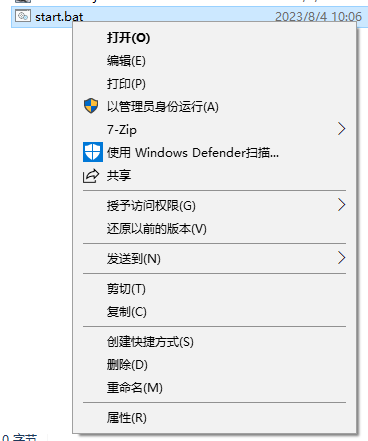 start.bat 2023/8/4 10:06
打开(O)
编辑(E)
打印(P)
以管理员身份运行(A)
7-Zip
使用 Windows Defender扫描...
共享
授予访问权限(G)
还原以前的版本(V)
发送到(N)
剪切(T)
复制(C)
创建快捷方式(S)
删除(D)
重命名(M)
属性(R)
0 字节